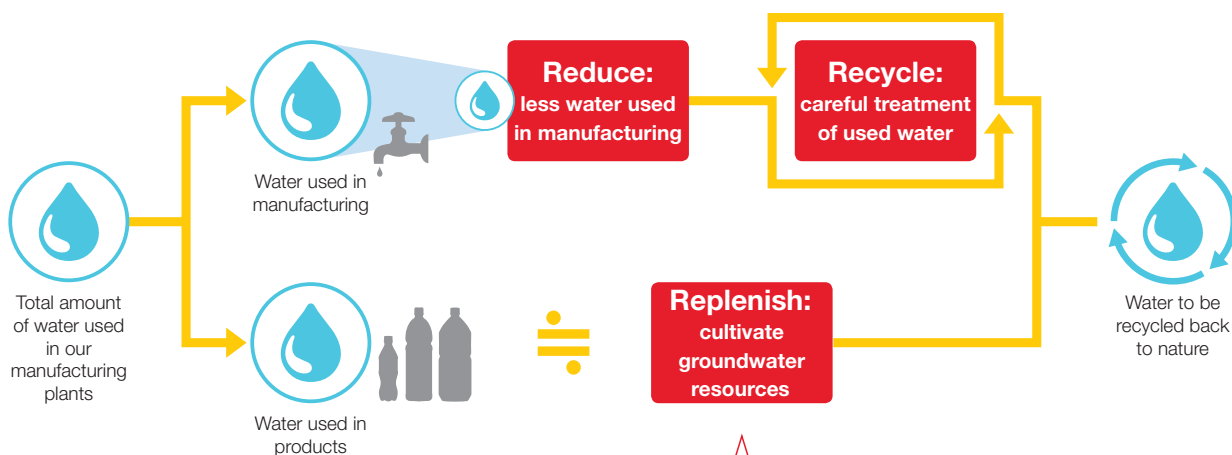 Reduce:
less water used
in manufacturing
Recycle:
careful treatment
of used water
Water used in
manufacturing
Total amount
of water used
in our
manufacturing
plants
Water used in
products
≒
Replenish:
cultivate
groundwater
resources
Water to be
recycled back
to nature